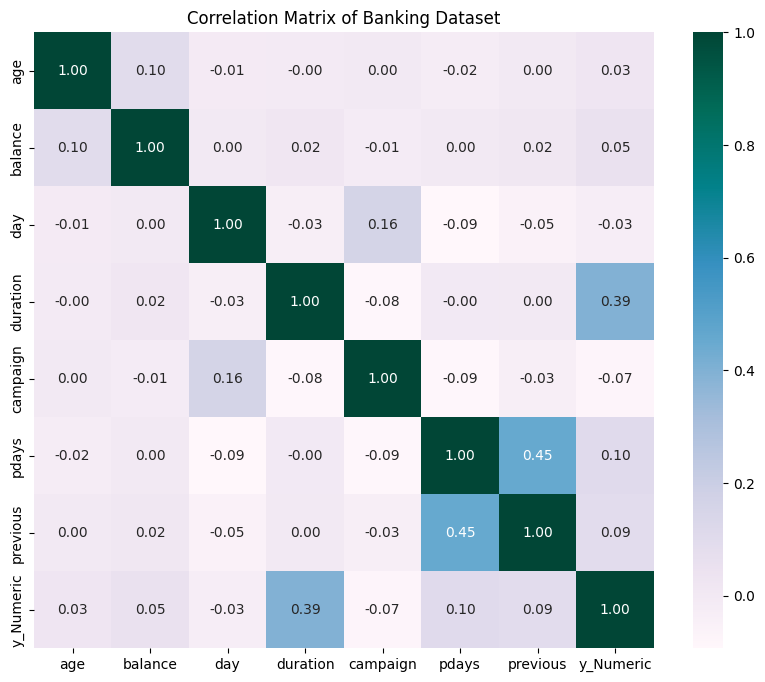 Correlation Matrix of Banking Dataset
age 1.00 0.10 -0.01 -0.00 0.00 -0.02 0.00 0.03
balance 0.10 1.00 0.00 0.02 -0.01 0.00 0.02 0.05
day -0.01 0.00 1.00 -0.03 0.16 -0.09 -0.05 -0.03
duration -0.00 0.02 -0.03 1.00 -0.08 -0.00 0.00 0.39
campaign 0.00 -0.01 0.16 -0.08 1.00 -0.09 -0.03 -0.07
pdays -0.02 0.00 -0.09 -0.00 -0.09 1.00 0.45 0.10
previous 0.00 0.02 -0.05 0.00 -0.03 0.45 1.00 0.09
y_Numeric 0.03 0.05 -0.03 0.39 -0.07 0.10 0.09 1.00
age balance day duration campaign pdays previous y_Numeric
1.0
0.8
0.6
0.4
0.2
0.0